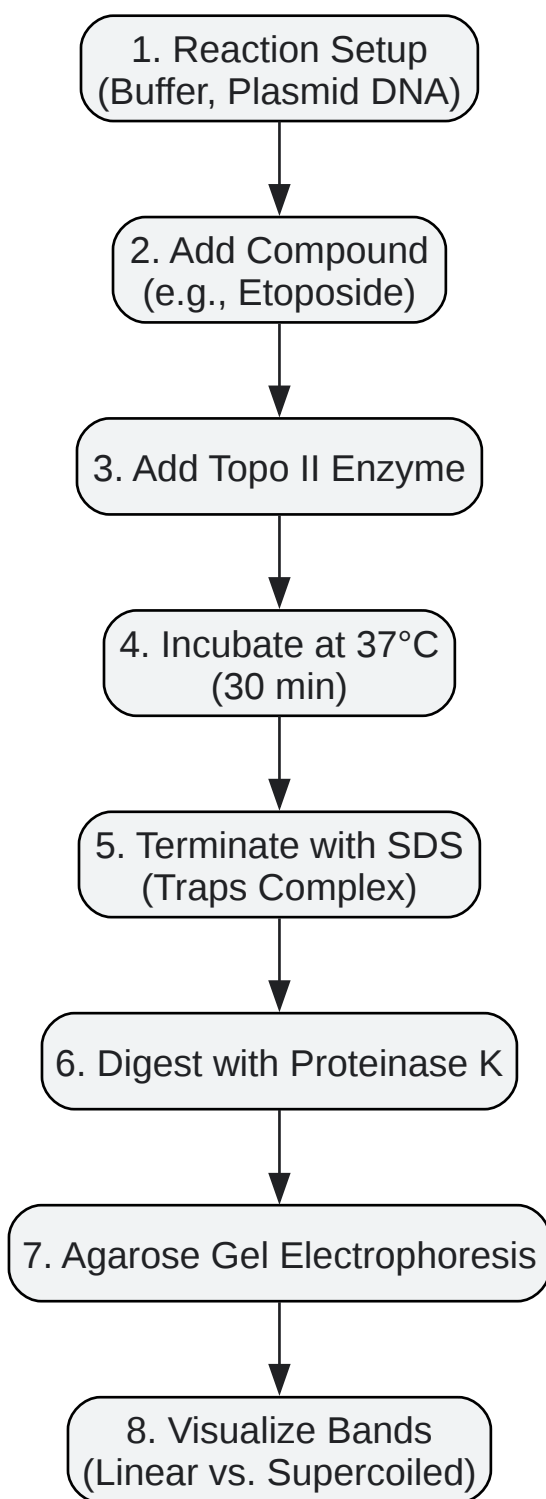 1. Reaction Setup
(Buffer, Plasmid DNA)
2. Add Compound
(e.g., Etoposide)
3. Add Topo II Enzyme
4. Incubate at 37°C
(30 min)
5. Terminate with SDS
(Traps Complex)
6. Digest with Proteinase K
7. Agarose Gel Electrophoresis
8. Visualize Bands
(Linear vs. Supercoiled)